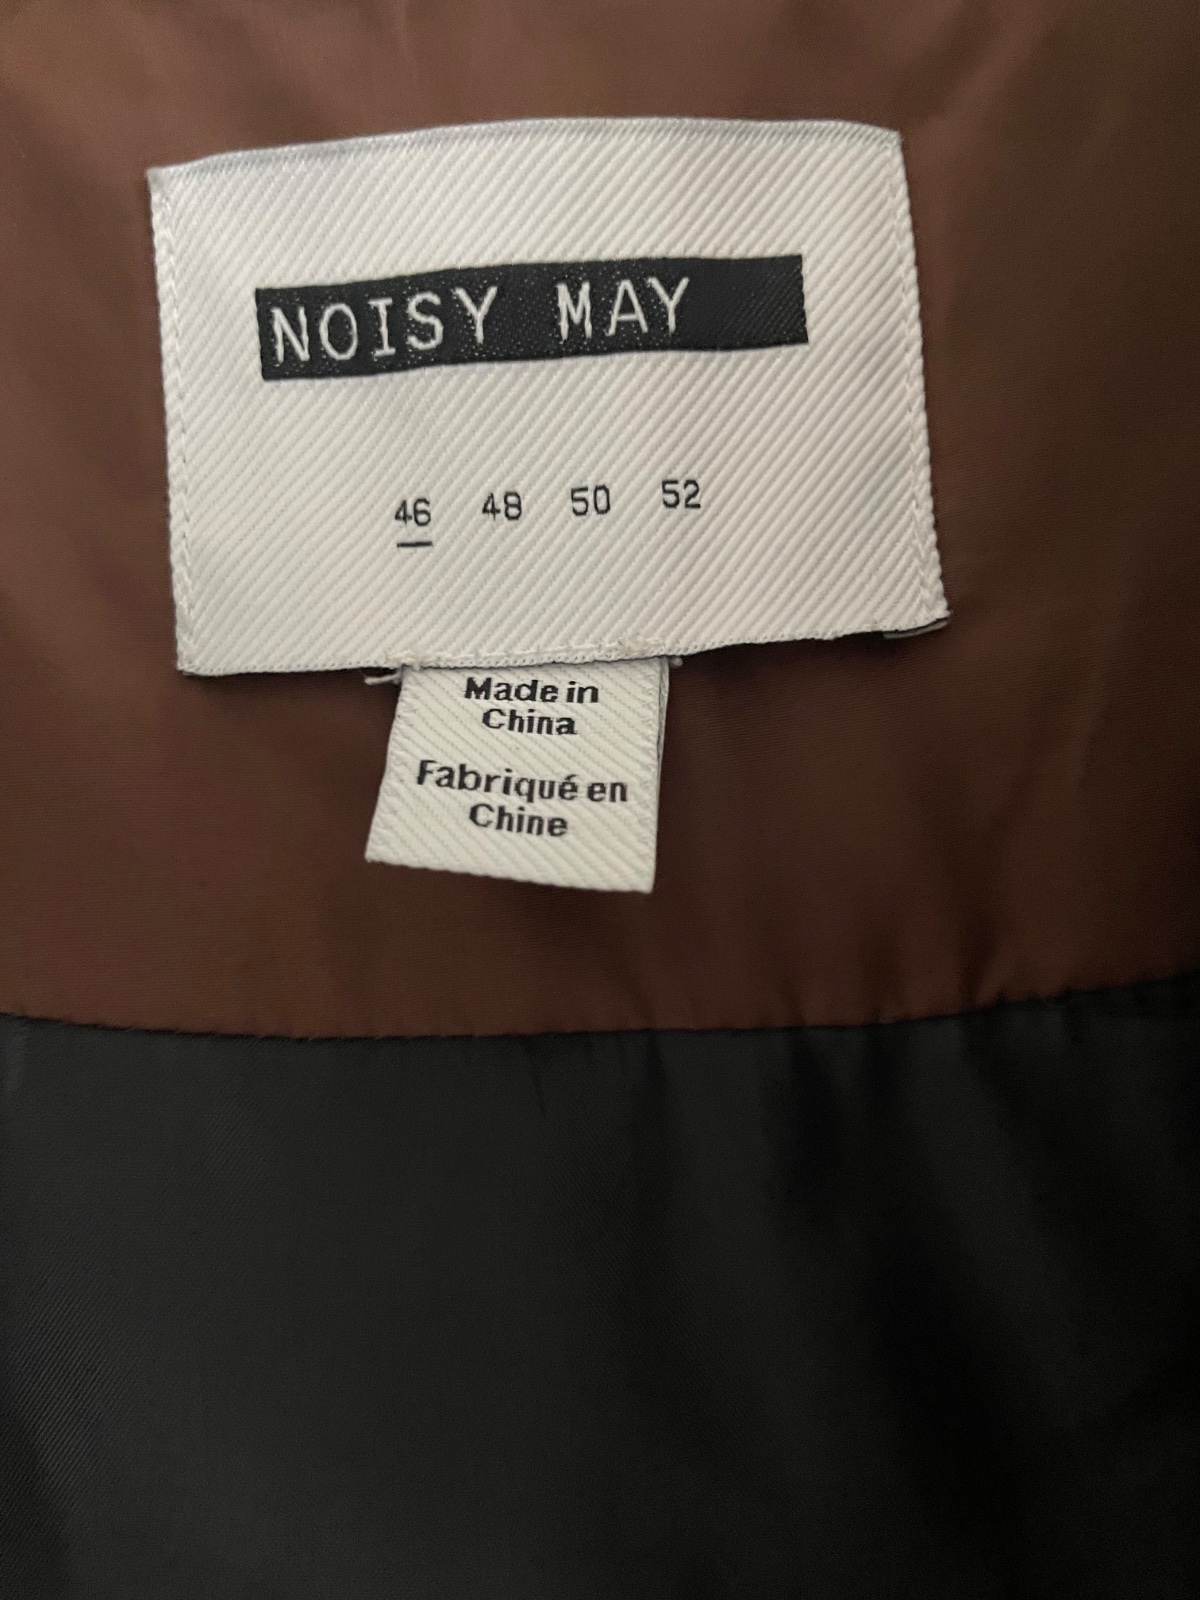 NOISY MAY
46 48 50 52
Made in
China
Fabriqué en
Chine